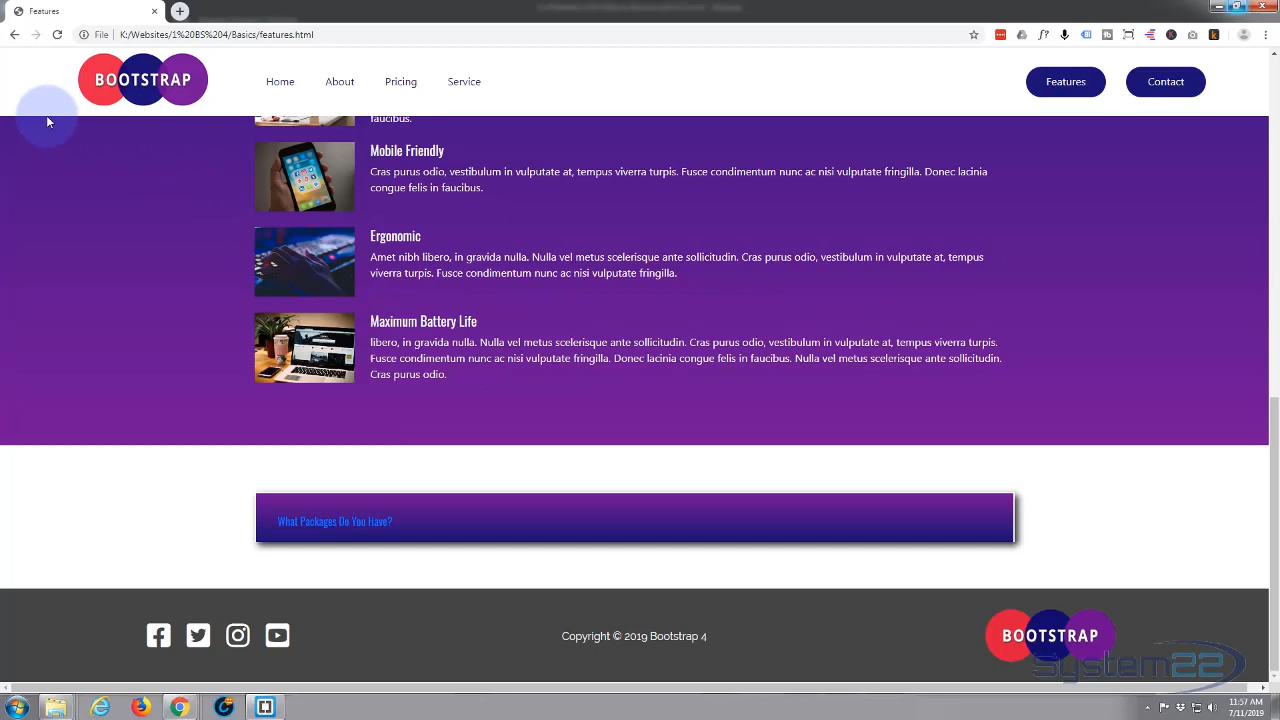 Features
File
K:/Websites/1%20BS%204/Basics/features.html
BOOTSTRAP
Home
About
Pricing
Service
Features
Contact
faucibus.
Mobile Friendly
Cras purus odio, vestibulum in vulputate at, tempus viverra turpis. Fusce condimentum nunc ac nisi vulputate fringilla. Donec lacinia
congue felis in faucibus.
Ergonomic
Amet nibh libero, in gravida nulla. Nulla vel metus scelerisque ante sollicitudin. Cras purus odio, vestibulum in vulputate at, tempus
viverra turpis. Fusce condimentum nunc ac nisi vulputate fringilla.
Maximum Battery Life
libero, in gravida nulla. Nulla vel metus scelerisque ante sollicitudin. Cras purus odio, vestibulum in vulputate at, tempus viverra turpis.
Fusce condimentum nunc ac nisi vulputate fringilla. Donec lacinia congue felis in faucibus. Nulla vel metus scelerisque ante sollicitudin.
Cras purus odio.
What Packages Do You Have?
Copyright © 2019 Bootstrap 4
BOOTSTRAP
System22
11:57 AM
7/11/2019